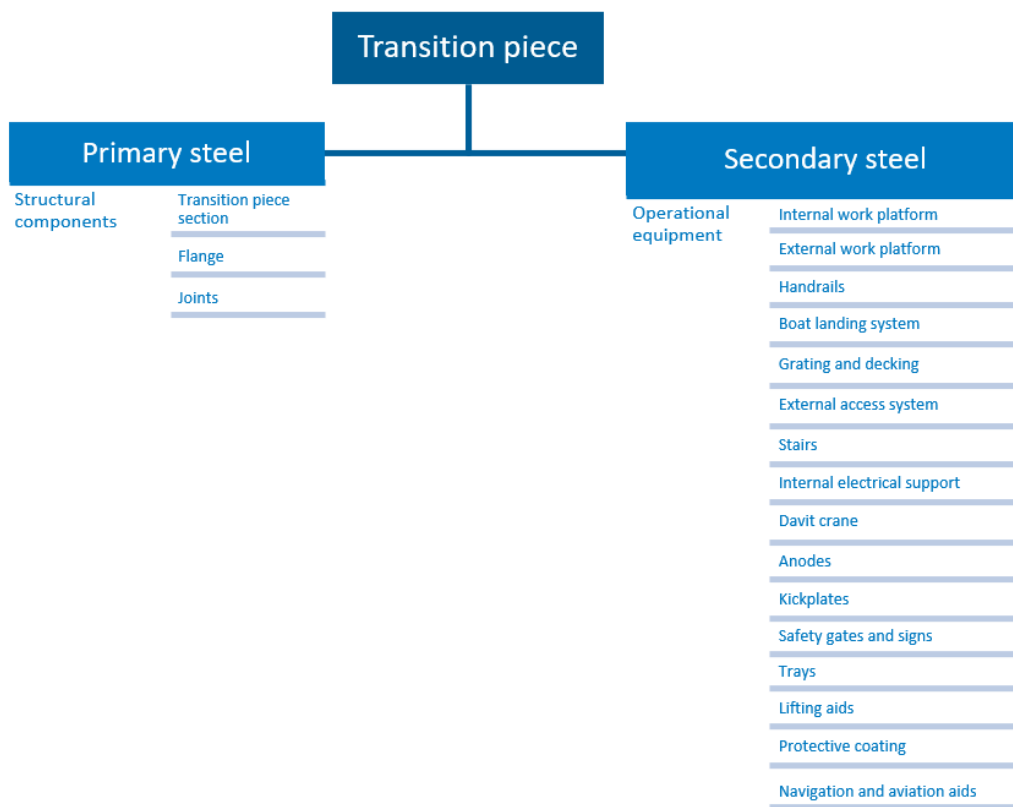 Transition piece
Primary steel
Structural
components
Transition piece
section
Flange
Joints
Secondary steel
Operational
equipment
Internal work platform
External work platform
Handrails
Boat landing system
Grating and decking
External access system
Stairs
Internal electrical support
Davit crane
Anodes
Kickplates
Safety gates and signs
Trays
Lifting aids
Protective coating
Navigation and aviation aids